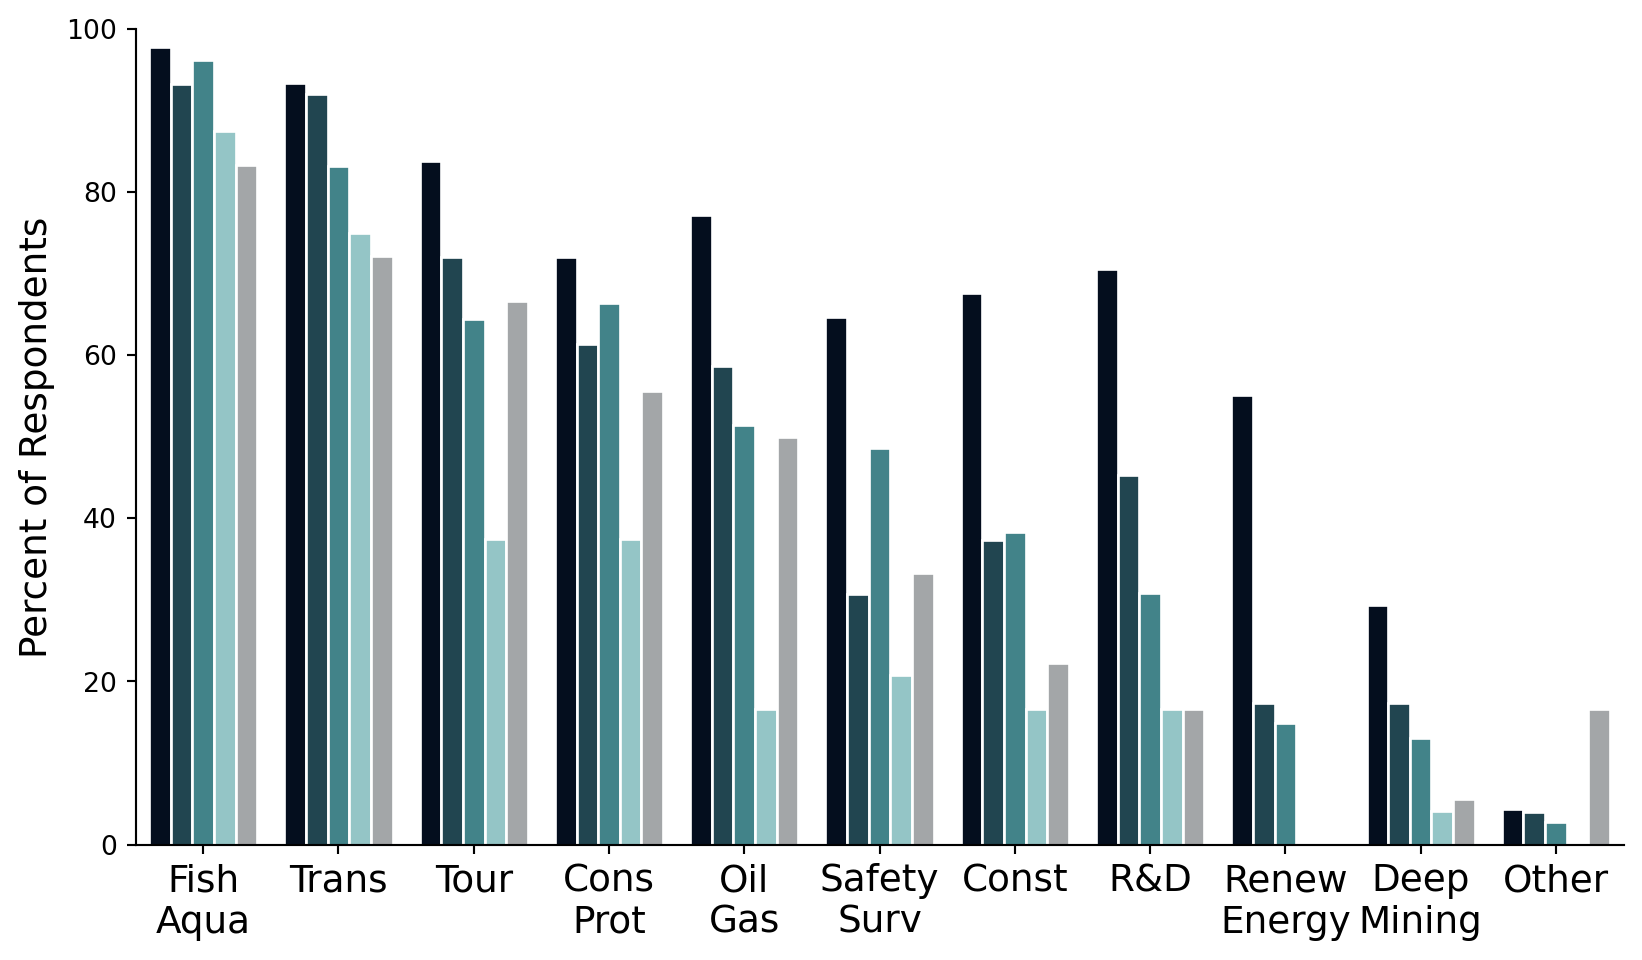 100
80
60
40
20
0
Percent of Respondents
Fish Aqua
Trans
Tour
Cons Prot
Oil Gas
Safety Surv
Const
R&D
Renew Energy
Deep Mining
Other